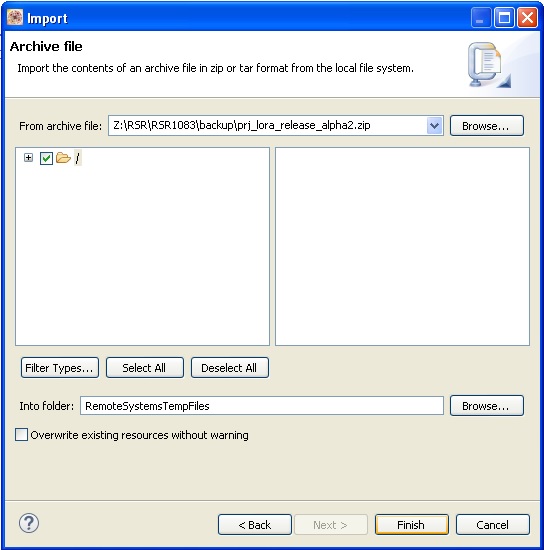 Import
Archive file
Import the contents of an archive file in zip or tar format from the local file system.
From archive file: Z:\RSR\RSR1083\backup\prj_lora_release_alpha2.zip Browse...
/
Filter Types... Select All Deselect All
Into folder: RemoteSystemsTempFiles Browse...
Overwrite existing resources without warning
? < Back Next > Finish Cancel